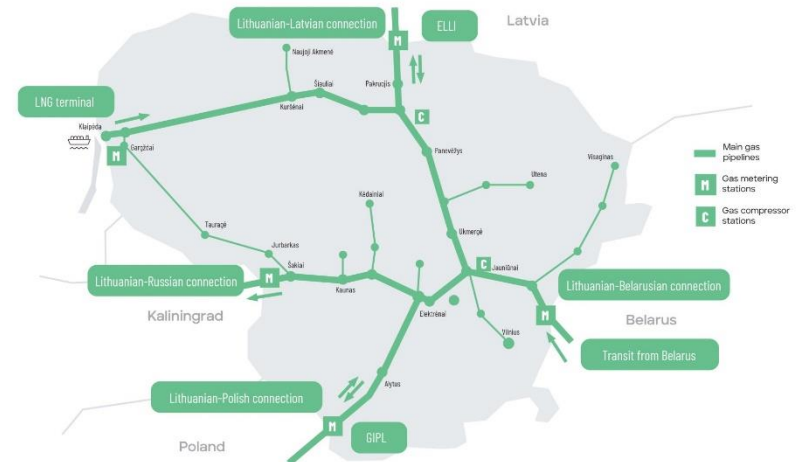 Lithuanian-Latvian connection
ELLI
Latvia
M
Naujoji Akmenė
Pakruojis
Šiauliai
Kuršėnai
LNG terminal
Klaipėda
C
M
Gargždai
Panevėžys
Utena
Visaginas
Main gas
pipelines
M
Gas metering
stations
C
Gas compressor
stations
Kėdainiai
Tauragė
Ukmergė
Jurbarkas
C
Jauniūnai
Šakiai
M
Lithuanian-Russian connection
Kaunas
Lithuanian-Belarusian connection
Elektrėnai
Kaliningrad
M
Belarus
Vilnius
Transit from Belarus
Alytus
Lithuanian-Polish connection
M
GIPL
Poland